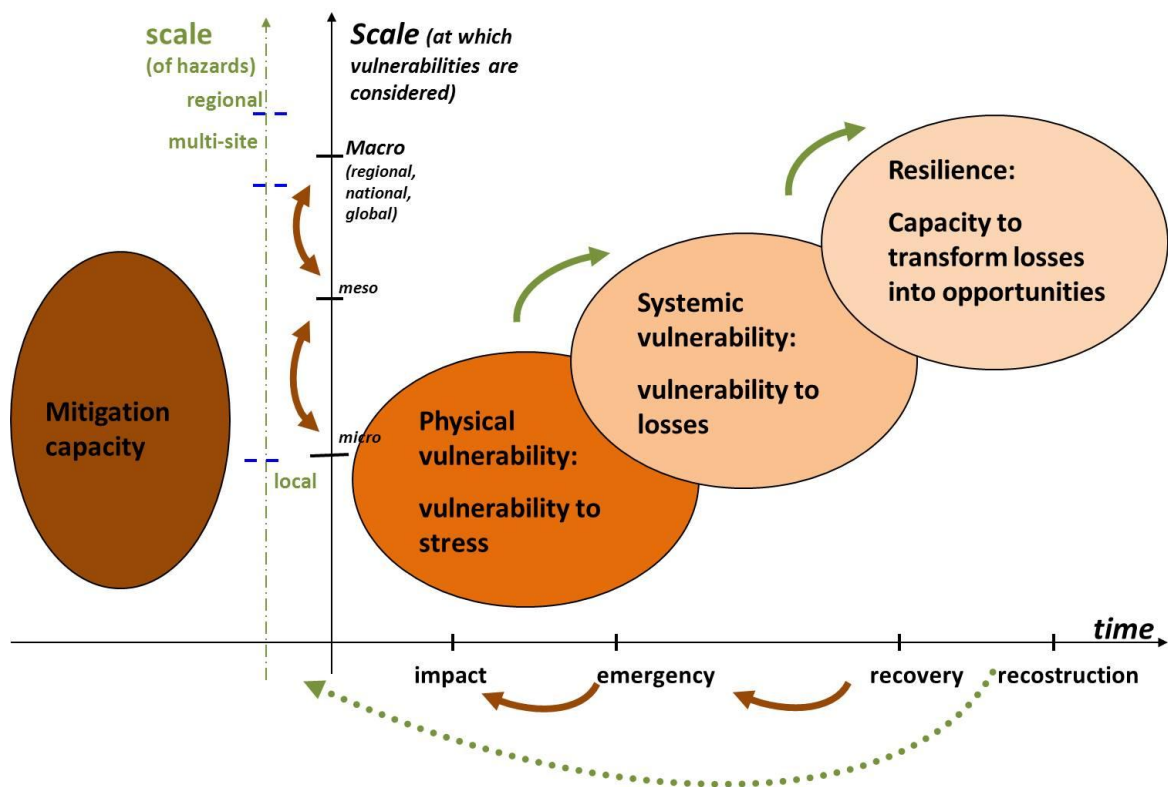 scale
(of hazards)
regional
multi-site
local
Scale (at which
vulnerabilities are
considered)
Macro
(regional,
national,
global)
meso
micro
Mitigation
capacity
Physical
vulnerability:
vulnerability to
stress
Systemic
vulnerability:
vulnerability to
losses
Resilience:
Capacity to
transform losses
into opportunities
time
impact
emergency
recovery
recostruction